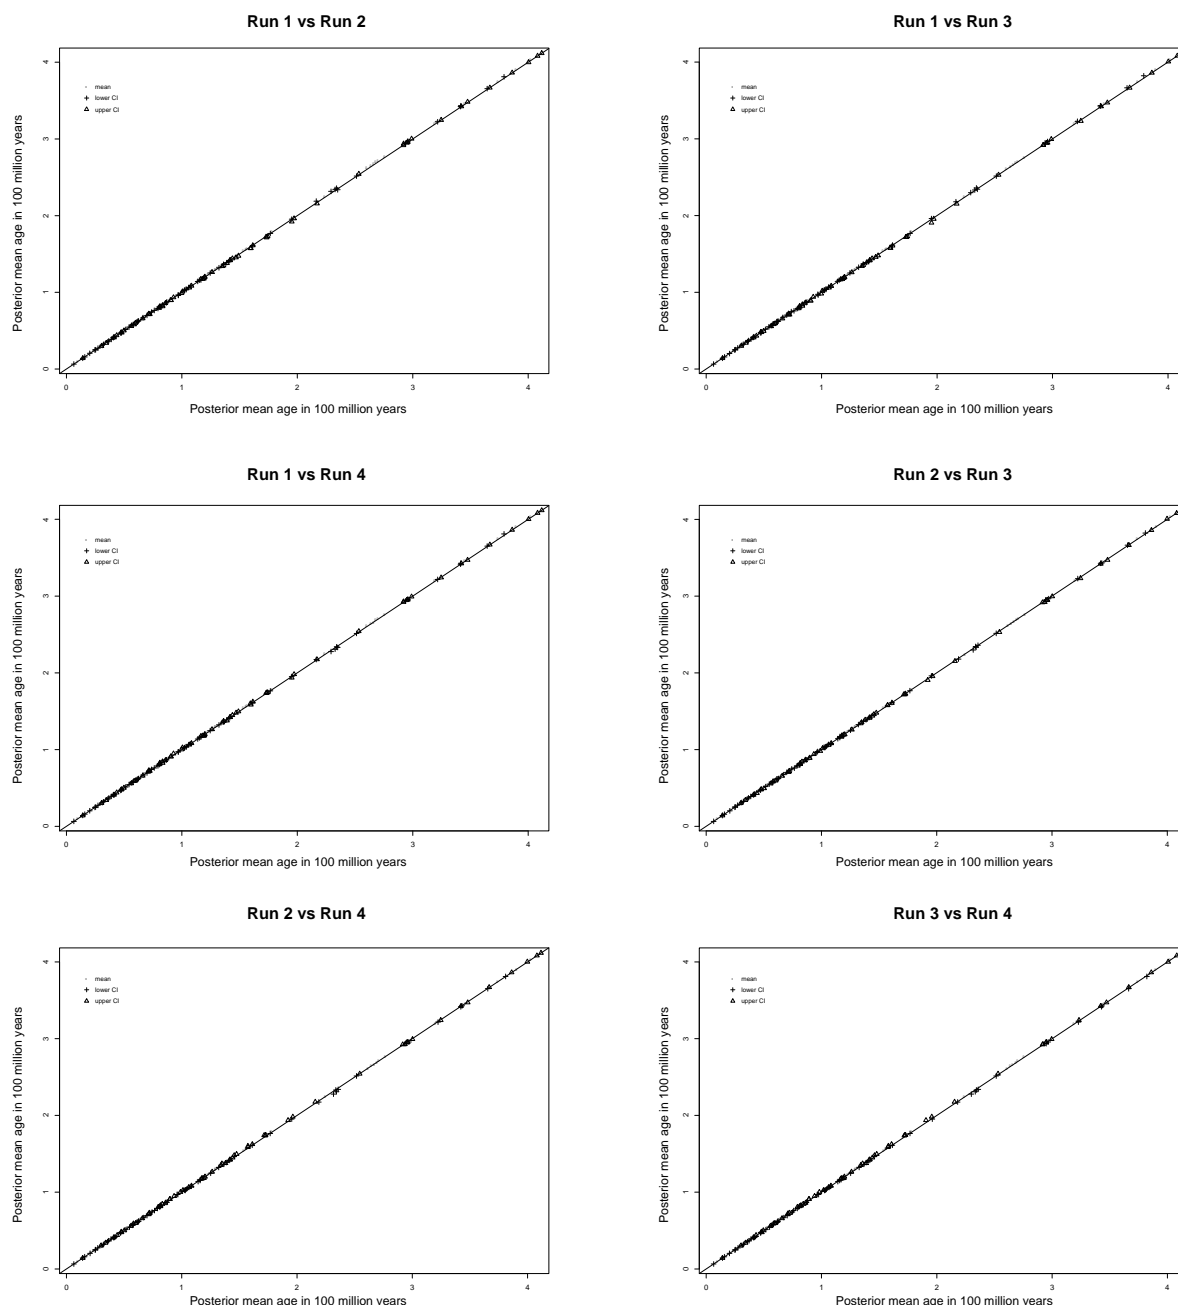 Run 1 vs Run 2
Posterior mean age in 100 million years
4
3
2
1
0
mean
lower CI
upper CI
0 1 2 3 4
Posterior mean age in 100 million years
Run 1 vs Run 3
Posterior mean age in 100 million years
4
3
2
1
0
mean
lower CI
upper CI
0 1 2 3 4
Posterior mean age in 100 million years
Run 1 vs Run 4
Posterior mean age in 100 million years
4
3
2
1
0
mean
lower CI
upper CI
0 1 2 3 4
Posterior mean age in 100 million years
Run 2 vs Run 3
Posterior mean age in 100 million years
4
3
2
1
0
mean
lower CI
upper CI
0 1 2 3 4
Posterior mean age in 100 million years
Run 2 vs Run 4
Posterior mean age in 100 million years
4
3
2
1
0
mean
lower CI
upper CI
0 1 2 3 4
Posterior mean age in 100 million years
Run 3 vs Run 4
Posterior mean age in 100 million years
4
3
2
1
0
mean
lower CI
upper CI
0 1 2 3 4
Posterior mean age in 100 million years